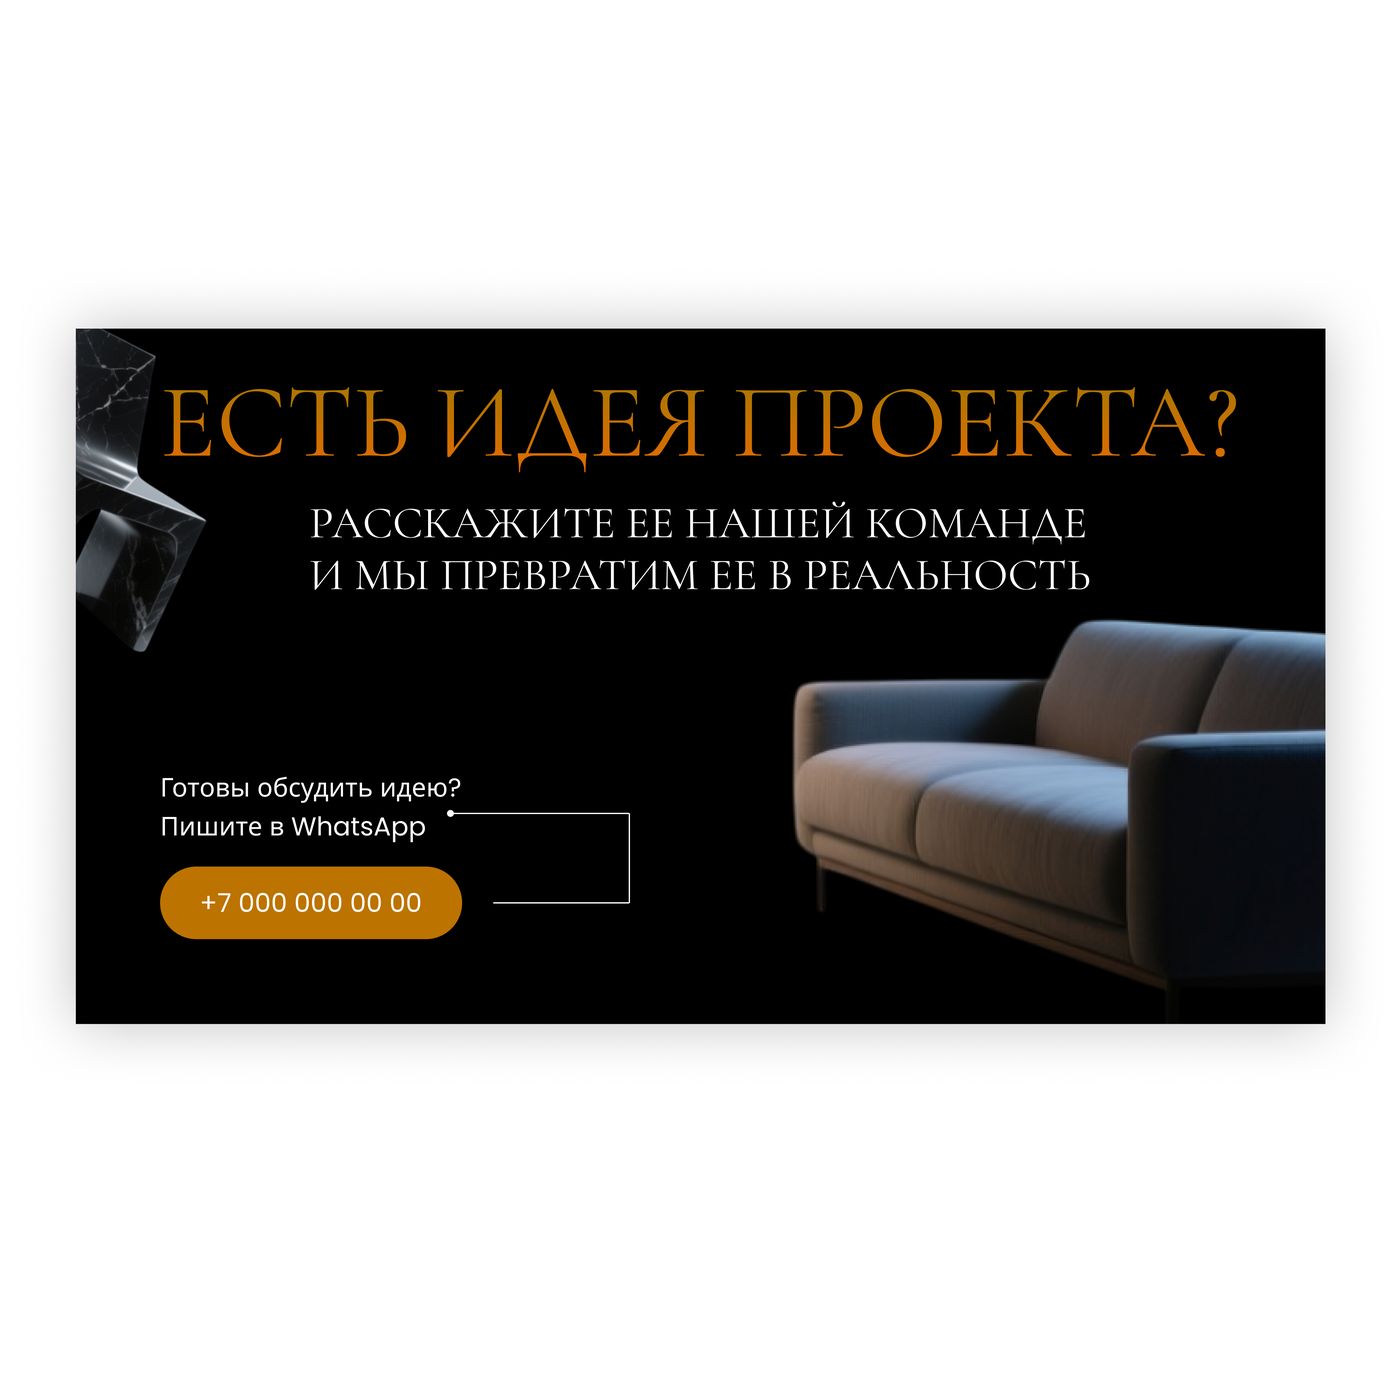 ЕСТЬ ИДЕЯ ПРОЕКТА?
РАССКАЖИТЕ ЕЕ НАШЕЙ КОМАНДЕ
И МЫ ПРЕВРАТИМ ЕЕ В РЕАЛЬНОСТЬ
Готовы обсудить идею?
Пишите в WhatsApp
+7 000 000 00 00